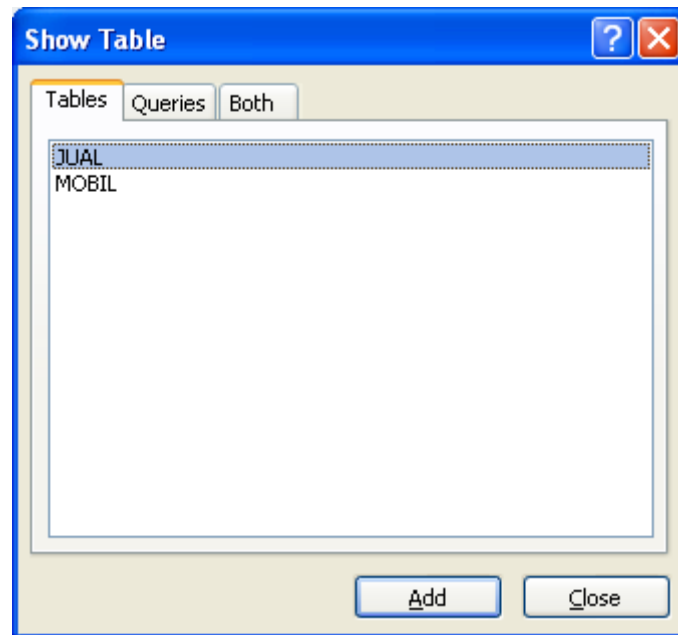 Show Table
Tables Queries Both
JUAL
MOBIL
Add Close